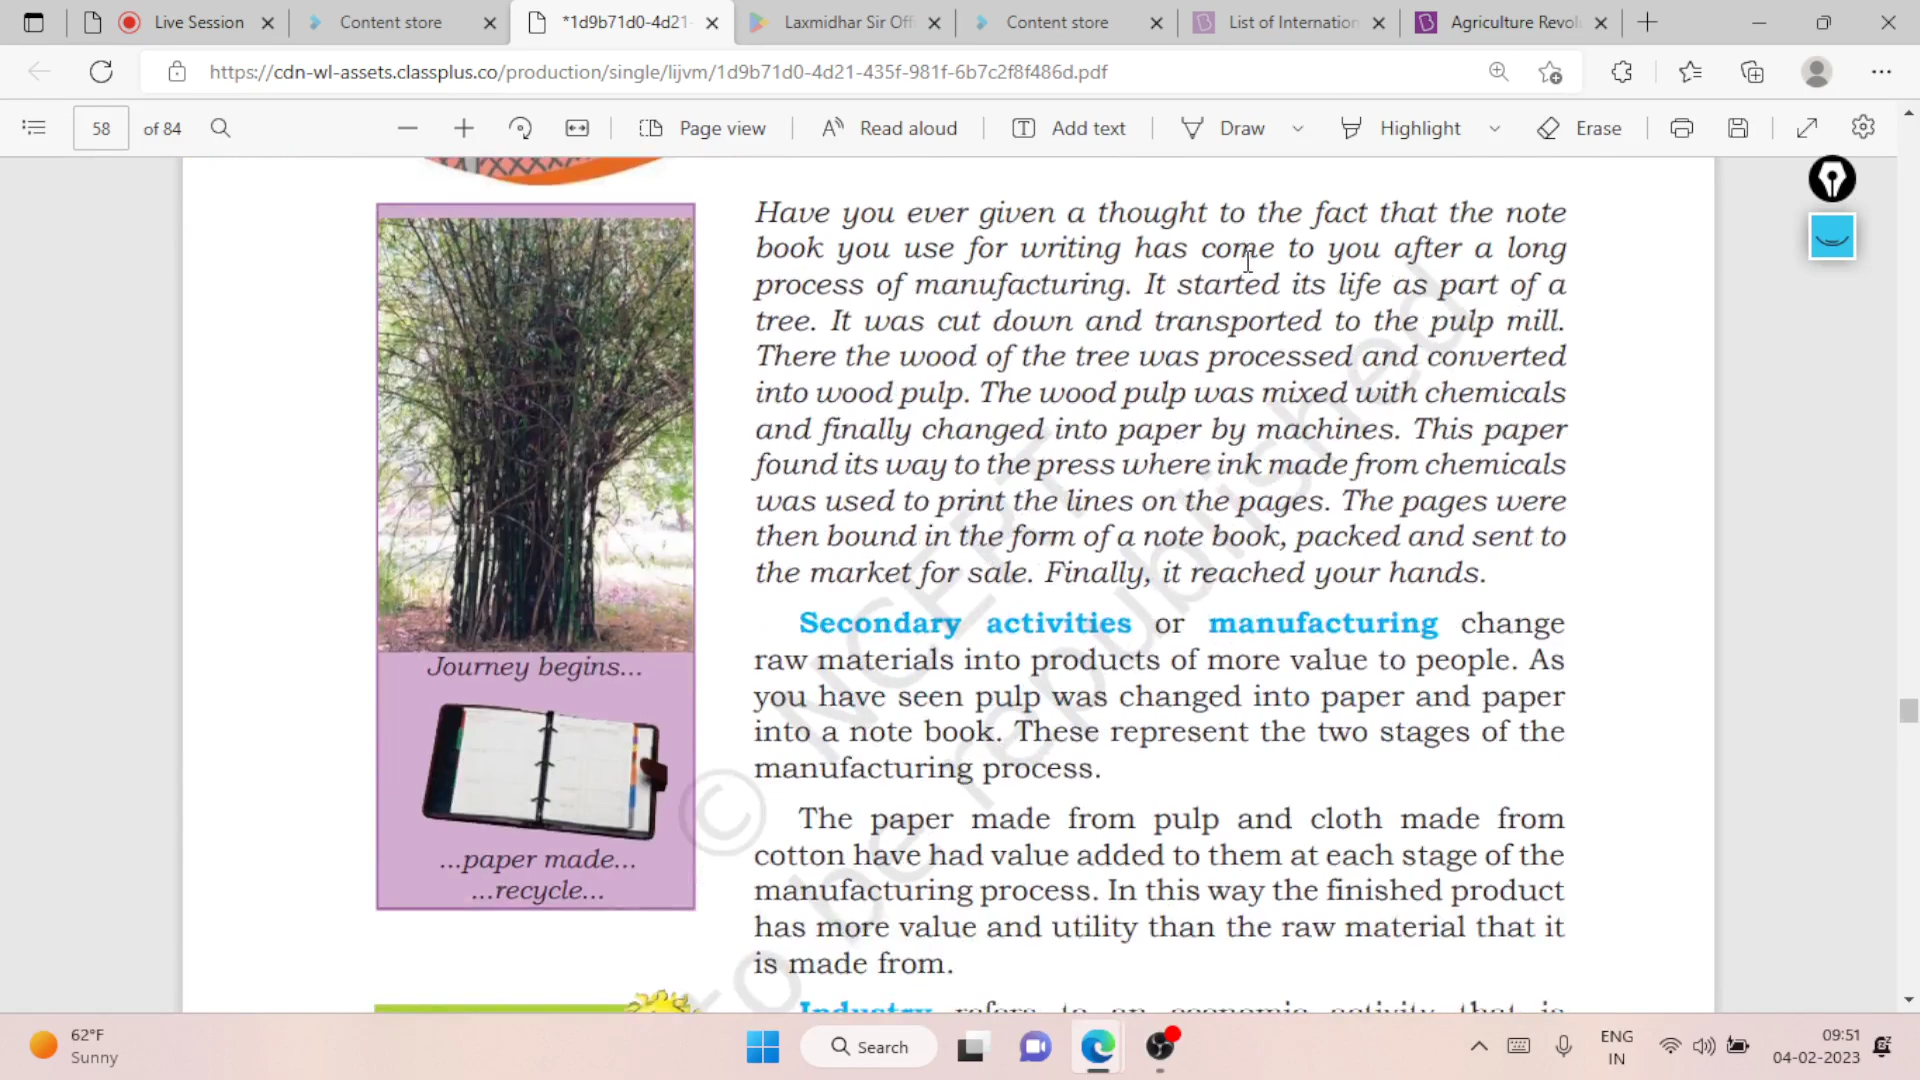 Live Session
Content store
*1d9b71d0-4d21-
Laxmidhar Sir Off
Content store
List of Internation
Agriculture Revol
https://cdn-wl-assets.classplus.co/production/single/lijvm/1d9b71d0-4d21-435f-981f-6b7c2f8f486d.pdf
58 of 84
Page view
Read aloud
Add text
Draw
Highlight
Erase
Journey begins...
...paper made...
...recycle...
Have you ever given a thought to the fact that the note
book you use for writing has come to you after a long
process of manufacturing. It started its life as part of a
tree. It was cut down and transported to the pulp mill.
There the wood of the tree was processed and converted
into wood pulp. The wood pulp was mixed with chemicals
and finally changed into paper by machines. This paper
found its way to the press where ink made from chemicals
was used to print the lines on the pages. The pages were
then bound in the form of a note book, packed and sent to
the market for sale. Finally, it reached your hands.
Secondary activities or manufacturing change
raw materials into products of more value to people. As
you have seen pulp was changed into paper and paper
into a note book. These represent the two stages of the
manufacturing process.
The paper made from pulp and cloth made from
cotton have had value added to them at each stage of the
manufacturing process. In this way the finished product
has more value and utility than the raw material that it
is made from.
Industry refers to an economic activity that is
© NCERT
to be republished
62°F
Sunny
Search
ENG
IN
09:51
04-02-2023